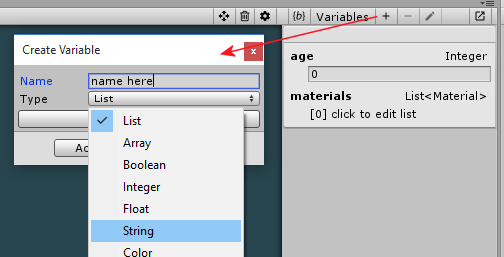 {b} Variables + − 
Create Variable x
Name name here
Type List
List
Array
Boolean
Integer
Float
String
Color
age Integer
0
materials List<Material>
[0] click to edit list